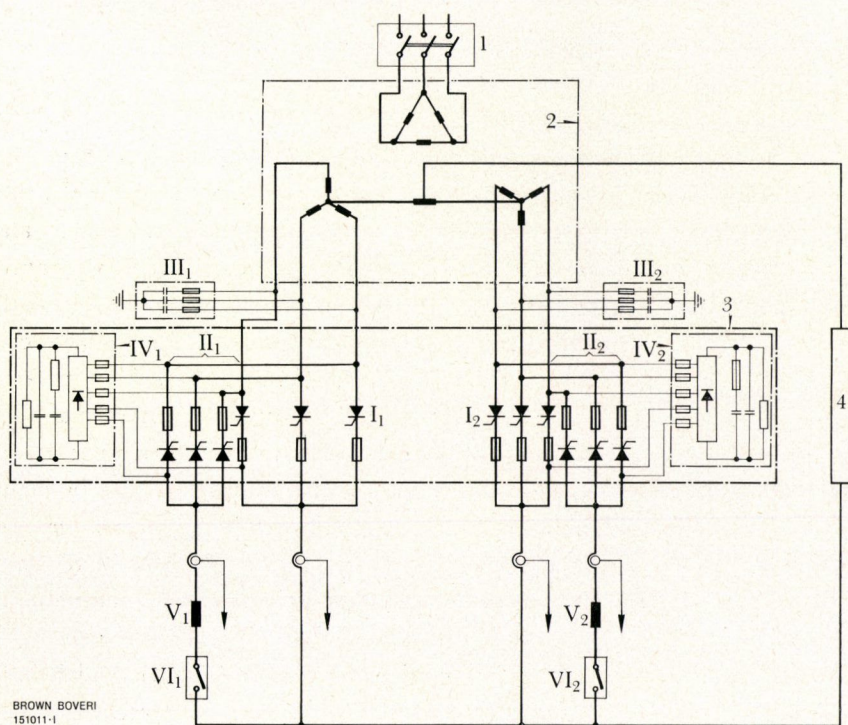 1
2
III₁
III₂
3
IV₁
II₁
II₂
IV₂
I₁
I₂
4
V₁
V₂
VI₁
VI₂
BROWN BOVERI
151011·I